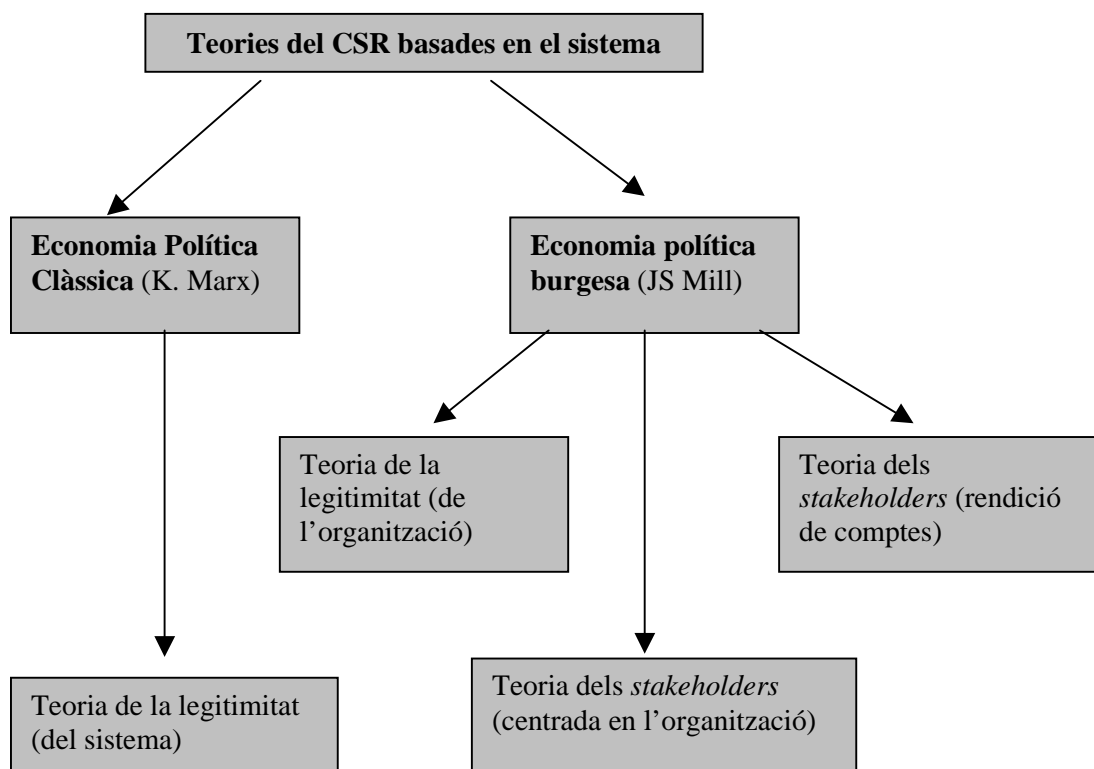 Teories del CSR basades en el sistema
Economia Política
Clàssica (K. Marx)
Economia política
burgesa (JS Mill)
Teoria de la
legitimitat (de
l’organització)
Teoria dels
stakeholders (rendició
de comptes)
Teoria de la legitimitat
(del sistema)
Teoria dels stakeholders
(centrada en l’organització)